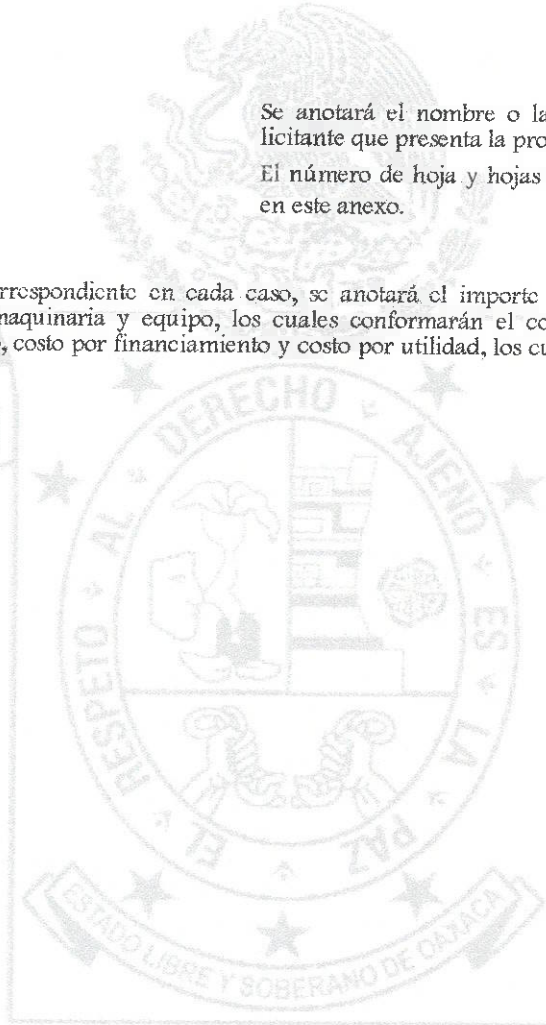 Se anotará el nombre o la
licitante que presenta la pro
El número de hoja y hojas
en este anexo.
rrespondiente en cada caso, se anotará el importe
naquinaria y equipo, los cuales conformarán el co
, costo por financiamiento y costo por utilidad, los cu
EL RESPETO AL DERECHO AJENO ES LA PAZ
ESTADO LIBRE Y SOBERANO DE OAXACA